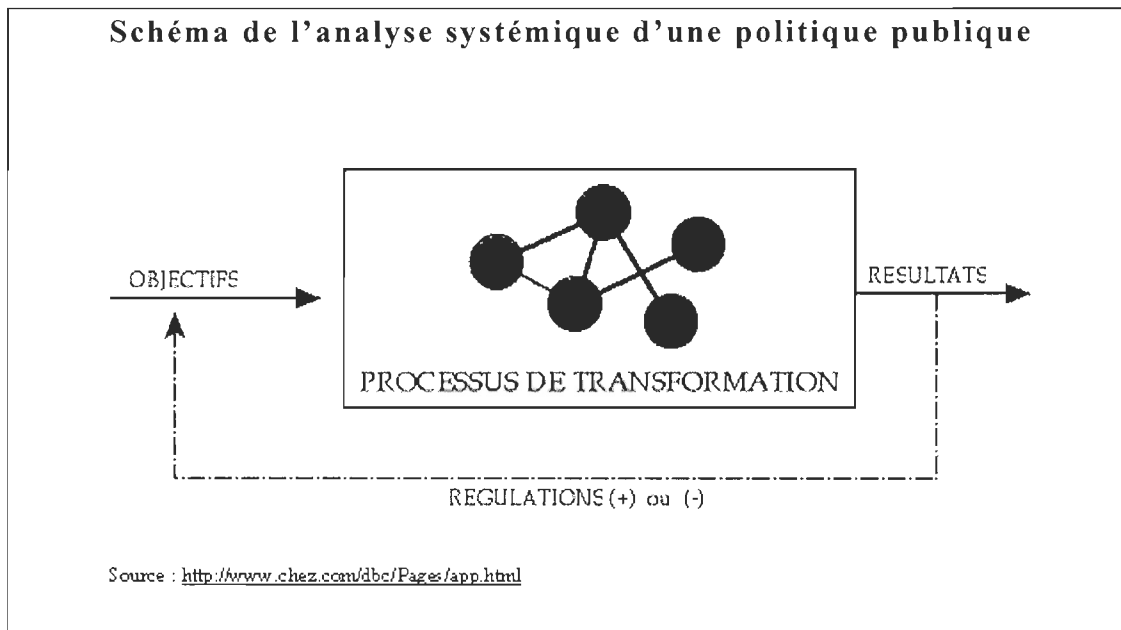 Schéma de l'analyse systémique d'une politique publique
OBJECTIFS
RESULTATS
PROCESSUS DE TRANSFORMATION
REGULATIONS (+) ou (-)
Source : http://www.chez.com/dbc/Pages/app.html